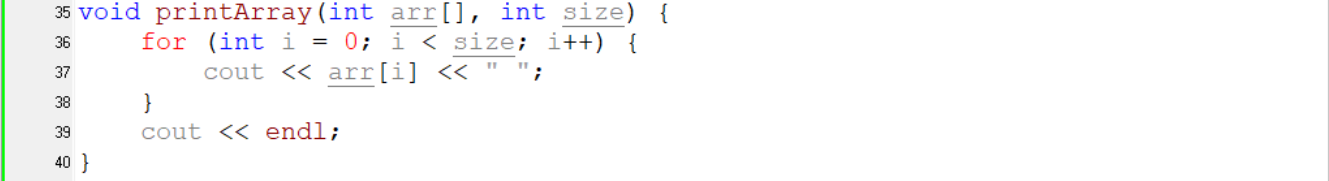 35 void printArray(int arr[], int size) {
36     for (int i = 0; i < size; i++) {
37         cout << arr[i] << " ";
38     }
39     cout << endl;
40 }